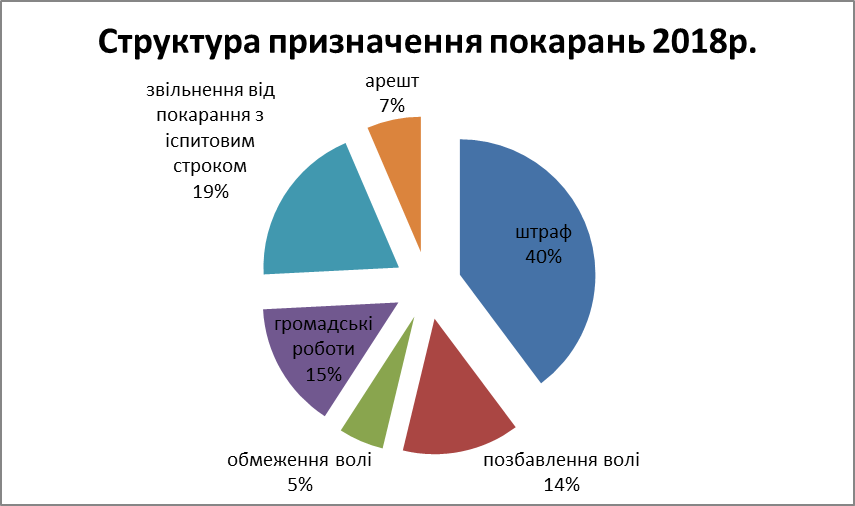 Структура призначення покарань 2018р.
арешт
7%
звільнення від
покарання з
іспитовим
строком
19%
штраф
40%
громадські
роботи
15%
обмеження волі
5%
позбавлення волі
14%